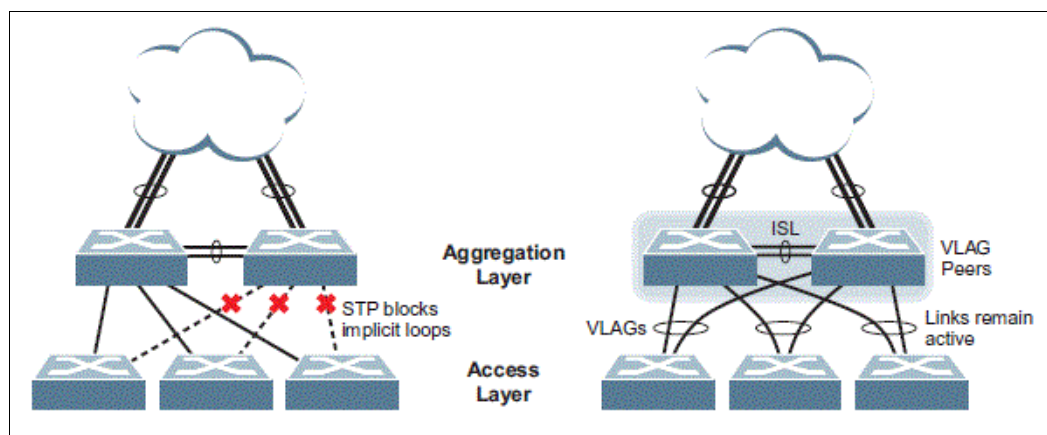 Aggregation
Layer
STP blocks
implicit loops
Access
Layer
ISL
VLAG
Peers
VLAGs
Links remain
active